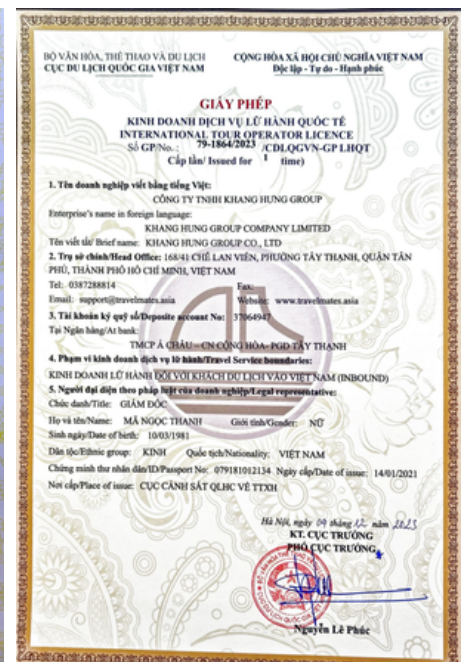 BỘ VĂN HÓA, THỂ THAO VÀ DU LỊCH
CỤC DU LỊCH QUỐC GIA VIỆT NAM
CỘNG HÒA XÃ HỘI CHỦ NGHĨA VIỆT NAM
Độc lập - Tự do - Hạnh phúc
GIẤY PHÉP
KINH DOANH DỊCH VỤ LỮ HÀNH QUỐC TẾ
INTERNATIONAL TOUR OPERATOR LICENCE
Số GP/No. : 79-1864/2023 /CDLQGVN-GP LHQT
Cấp lần/ Issued for 1 time)
1. Tên doanh nghiệp viết bằng tiếng Việt:
CÔNG TY TNHH KHANG HUNG GROUP
Enterprise's name in foreign language:
KHANG HUNG GROUP COMPANY LIMITED
Tên viết tắt/ Brief name: KHANG HUNG GROUP CO., LTD
2. Trụ sở chính/Head Office: 168/41 CHẾ LAN VIÊN, PHƯỜNG TÂY THẠNH, QUẬN TÂN
PHÚ, THÀNH PHỐ HỒ CHÍ MINH, VIỆT NAM
Tel: 0387288814 Fax:
Email: support@travelmates.asia Website: www.travelmates.asia
3. Tài khoản ký quỹ số/Deposite account No: 37064947
Tại Ngân hàng/At bank:
TMCP Á CHÂU – CN CỘNG HÒA- PGD TÂY THẠNH
4. Phạm vi kinh doanh dịch vụ lữ hành/Travel Service boundaries:
KINH DOANH LỮ HÀNH ĐỐI VỚI KHÁCH DU LỊCH VÀO VIỆT NAM (INBOUND)
5. Người đại diện theo pháp luật của doanh nghiệp/Legal representative:
Chức danh/Title: GIÁM ĐỐC
Họ và tên/Name: MÃ NGỌC THANH Giới tính/Gender: NỮ
Sinh ngày/Date of birth: 10/03/1981
Dân tộc/Ethnic group: KINH Quốc tịch/Nationality: VIỆT NAM
Chứng minh thư nhân dân/ID/Passport No: 079181012134 Ngày cấp/Date of issue: 14/01/2021
Nơi cấp/Place of issue: CỤC CẢNH SÁT QLHC VỀ TTXH
Hà Nội, ngày 09 tháng 12 năm 2023
KT. CỤC TRƯỞNG
PHÓ CỤC TRƯỞNG
Nguyễn Lê Phúc